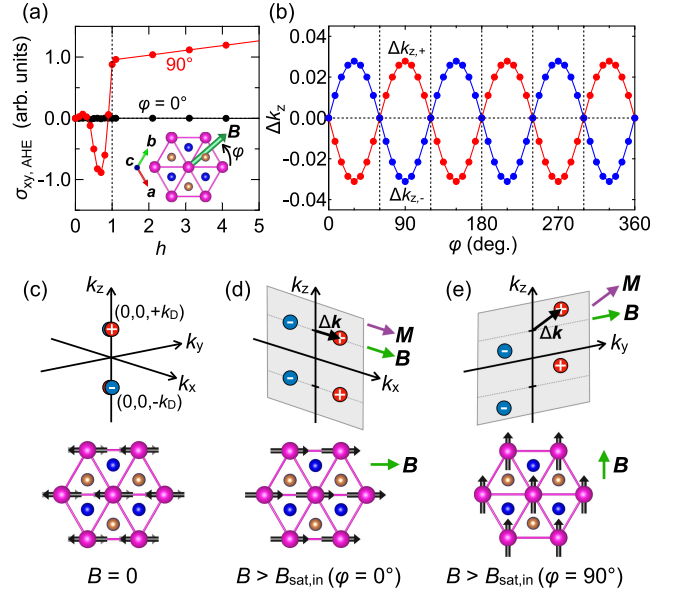 (a)
σxy, AHE (arb. units)
1.0
0.0
-1.0
90°
φ = 0°
B
φ
b
c
a
0
1
2
3
4
5
h
(b)
Δkz
0.04
0.02
0.00
-0.02
-0.04
Δkz,+
Δkz,-
0
90
180
270
360
φ (deg.)
(c)
kz
(0,0,+kD)
+
ky
kx
-
(0,0,-kD)
(d)
kz
-
Δk
+
M
B
-
+
kx
(e)
kz
+
M
B
Δk
-
ky
+
-
B
B
B = 0
B > Bsat,in (φ = 0°)
B > Bsat,in (φ = 90°)